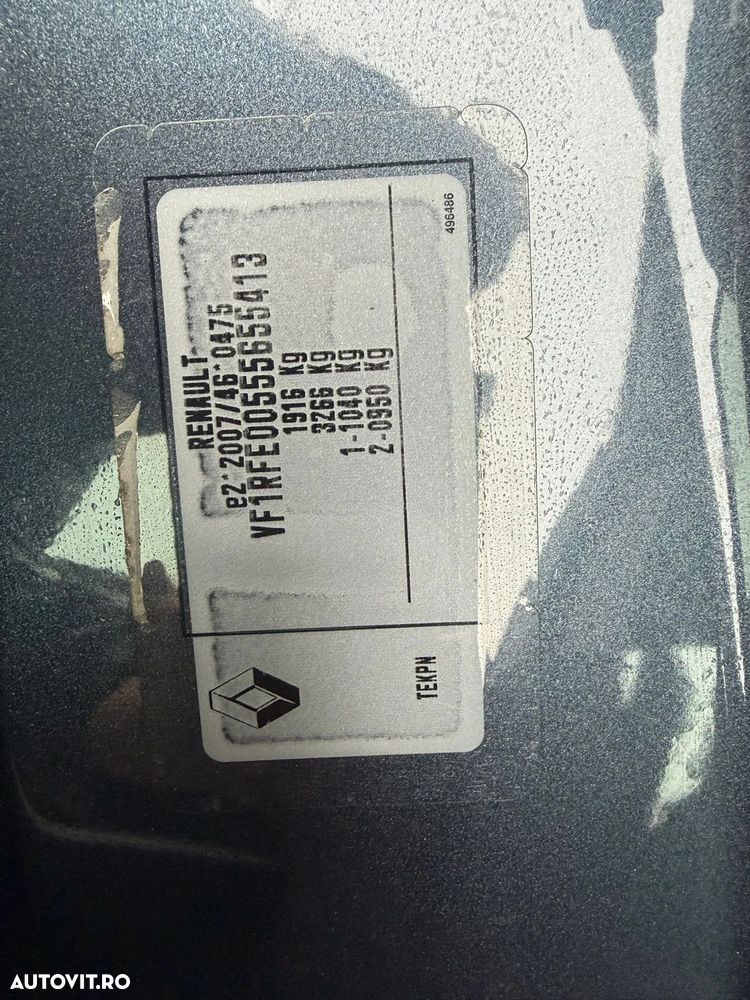 RENAULT
e2*2007/46*0475
VF1RFE00555655413
1916 Kg
3266 Kg
1-1040 Kg
2-0950 Kg
496486
TEKPN
AUTOVIT.RO